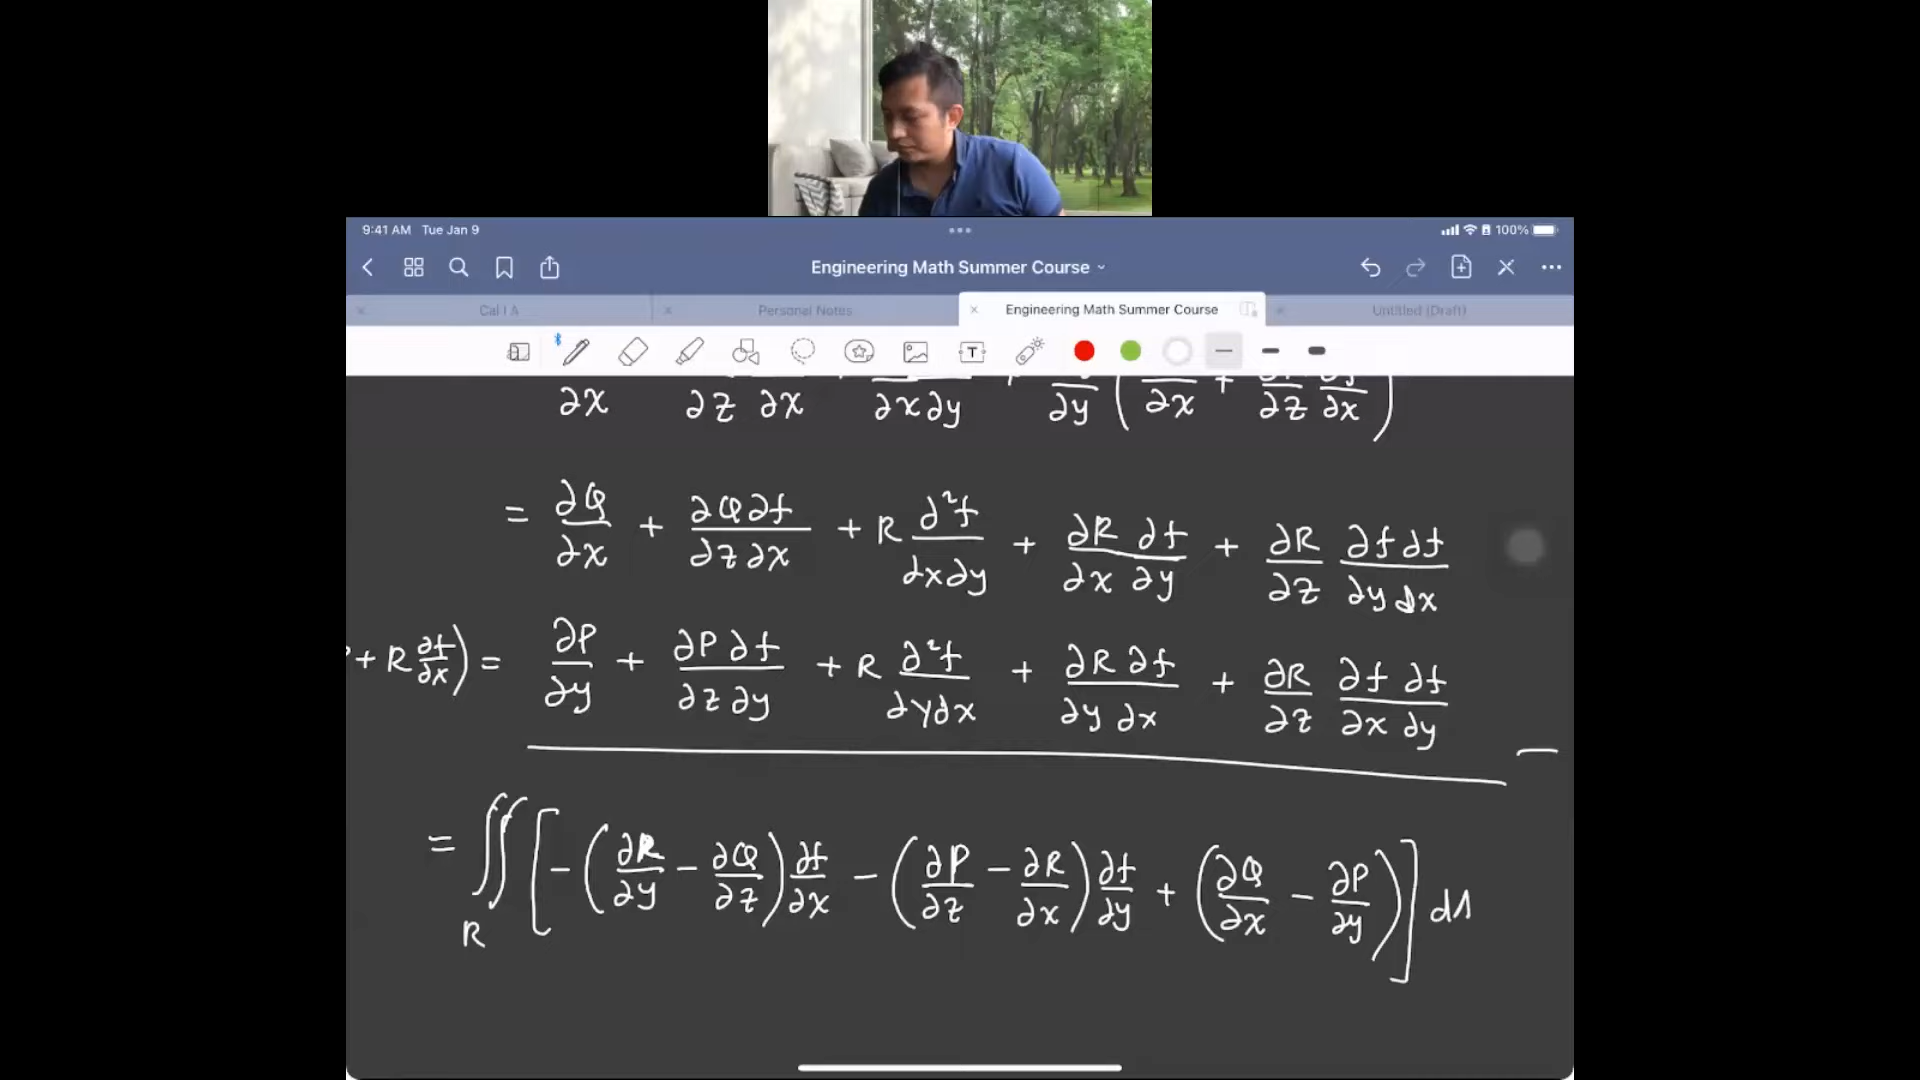 9:41 AM Tue Jan 9
100%
Engineering Math Summer Course
Cal I A
Personal Notes
Engineering Math Summer Course
Untitled (Draft)
T
∂x ∂z ∂x ∂x∂y ∂y ( ∂x + ∂z ∂x )
= ∂Q/∂x + ∂Q∂f/∂z∂x + R ∂²f/∂x∂y + ∂R ∂f/∂x ∂y + ∂R/∂z ∂f∂f/∂y∂x
+ R ∂f/∂x) = ∂P/∂y + ∂P∂f/∂z∂y + R ∂²f/∂y∂x + ∂R ∂f/∂y ∂x + ∂R/∂z ∂f ∂f/∂x ∂y
—
= ∬R [ -(∂R/∂y - ∂Q/∂z) ∂f/∂x - (∂P/∂z - ∂R/∂x) ∂f/∂y + (∂Q/∂x - ∂P/∂y) ] dA